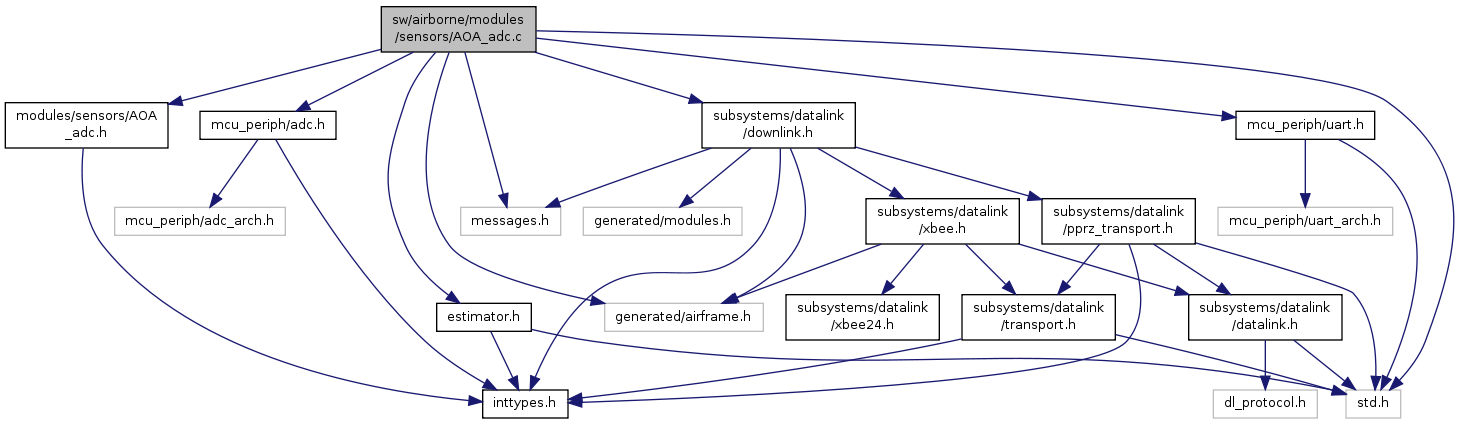 sw/airborne/modules
/sensors/AOA_adc.c
modules/sensors/AOA
_adc.h
mcu_periph/adc.h
subsystems/datalink
/downlink.h
mcu_periph/uart.h
mcu_periph/adc_arch.h
messages.h
generated/modules.h
subsystems/datalink
/xbee.h
subsystems/datalink
/pprz_transport.h
mcu_periph/uart_arch.h
estimator.h
generated/airframe.h
subsystems/datalink
/xbee24.h
subsystems/datalink
/transport.h
subsystems/datalink
/datalink.h
inttypes.h
dl_protocol.h
std.h